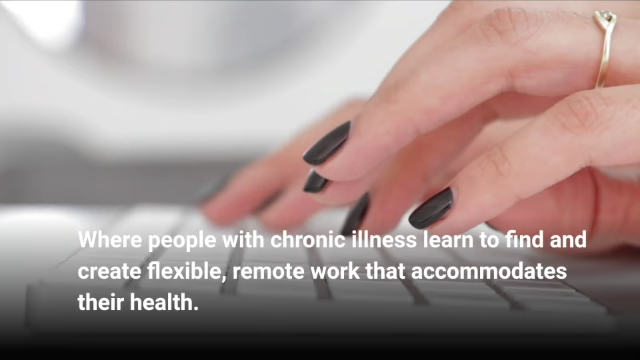 Where people with chronic illness learn to find and
create flexible, remote work that accommodates
their health.